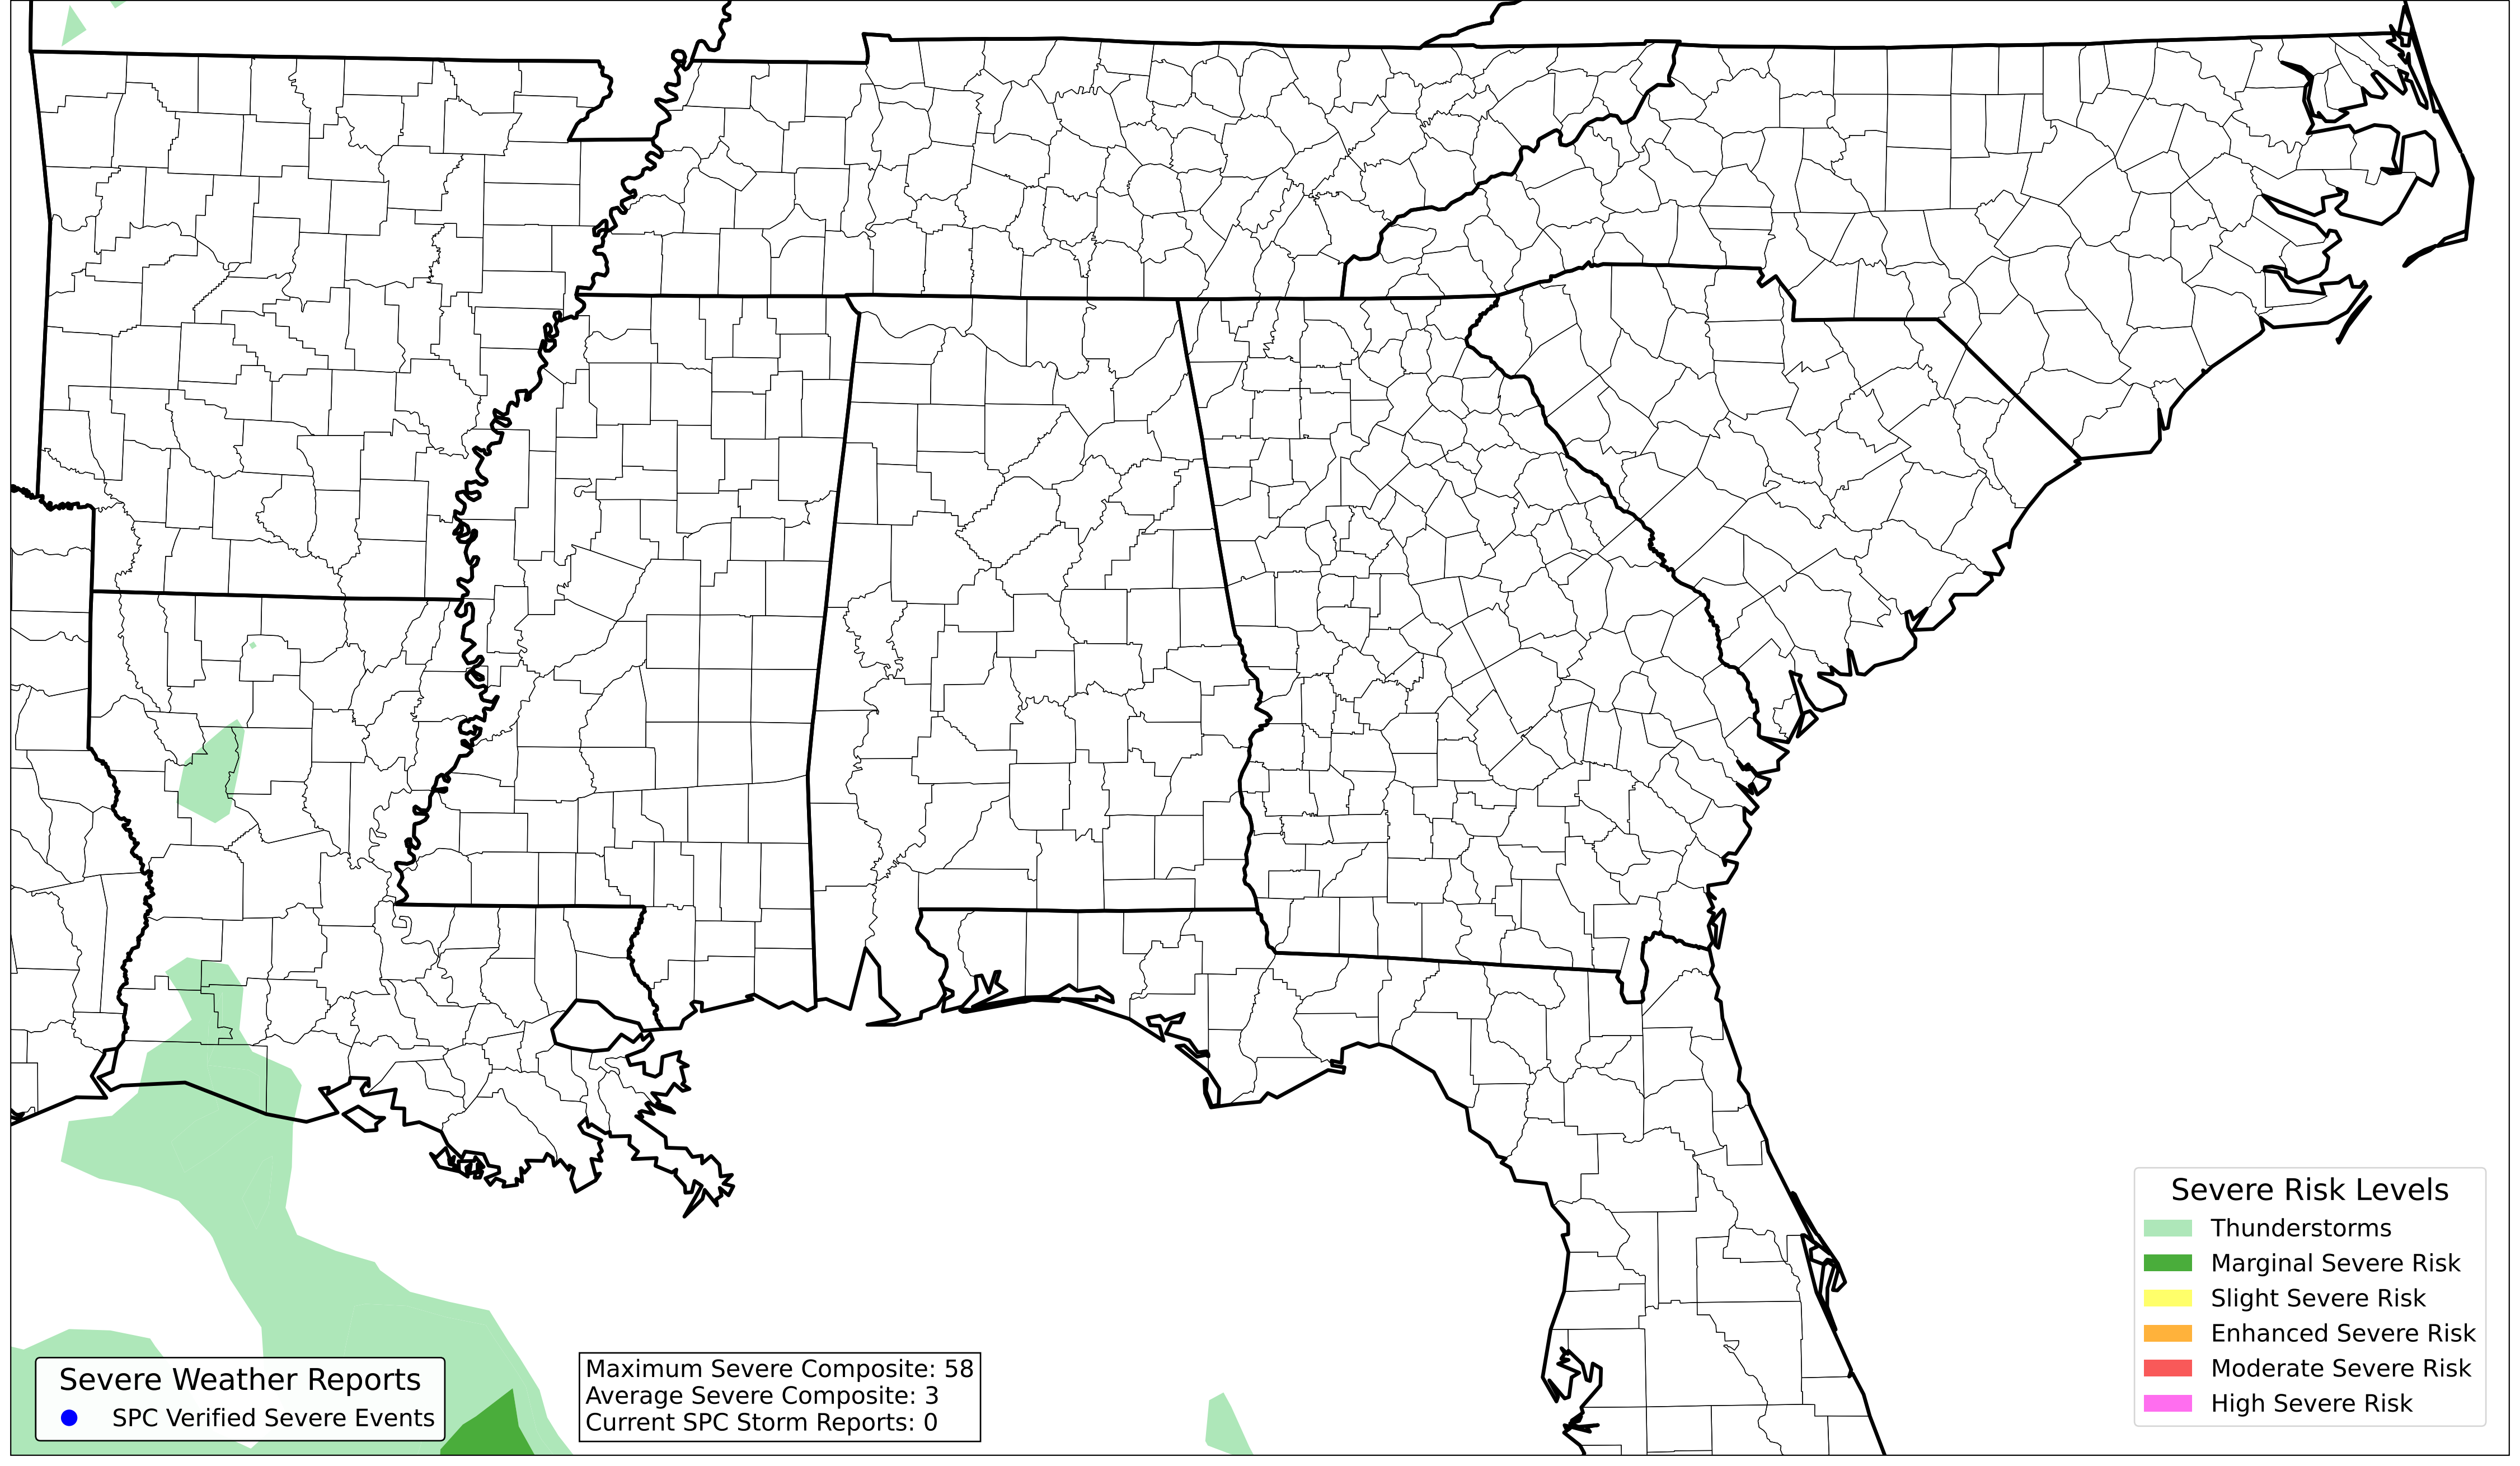 Severe Risk Levels
Thunderstorms
Marginal Severe Risk
Slight Severe Risk
Enhanced Severe Risk
Moderate Severe Risk
High Severe Risk
Severe Weather Reports
SPC Verified Severe Events
Maximum Severe Composite: 58
Average Severe Composite: 3
Current SPC Storm Reports: 0